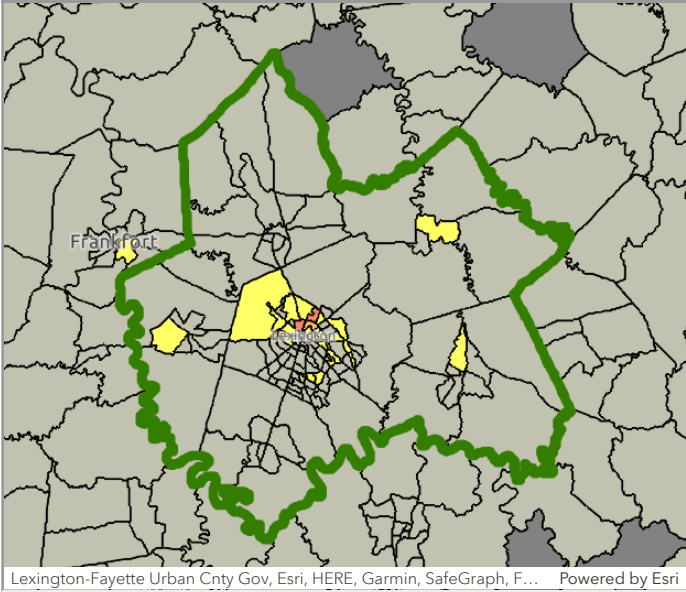 Frankfort
Lexington
Lexington-Fayette Urban Cnty Gov, Esri, HERE, Garmin, SafeGraph, F... Powered by Esri